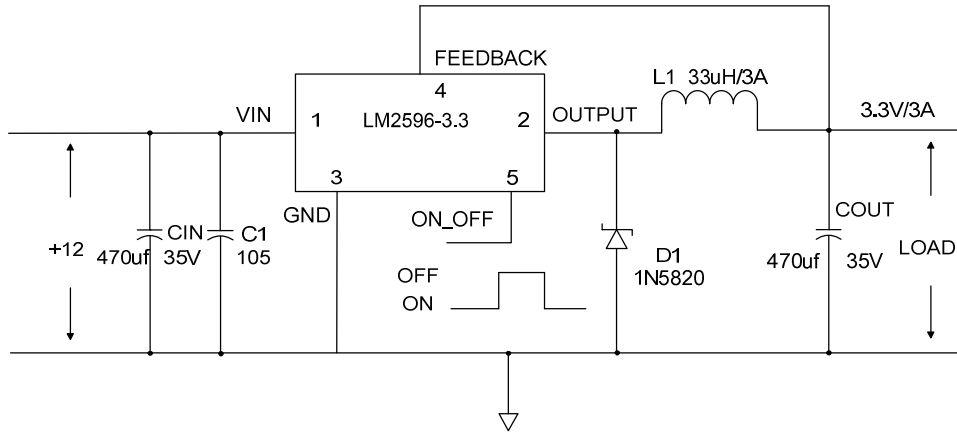 FEEDBACK
L1 33uH/3A
4
VIN
1
LM2596-3.3
2
OUTPUT
3.3V/3A
3
5
GND
ON_OFF
+12
CIN
470uf 35V
C1
105
OFF
ON
D1
1N5820
COUT
470uf 35V
LOAD